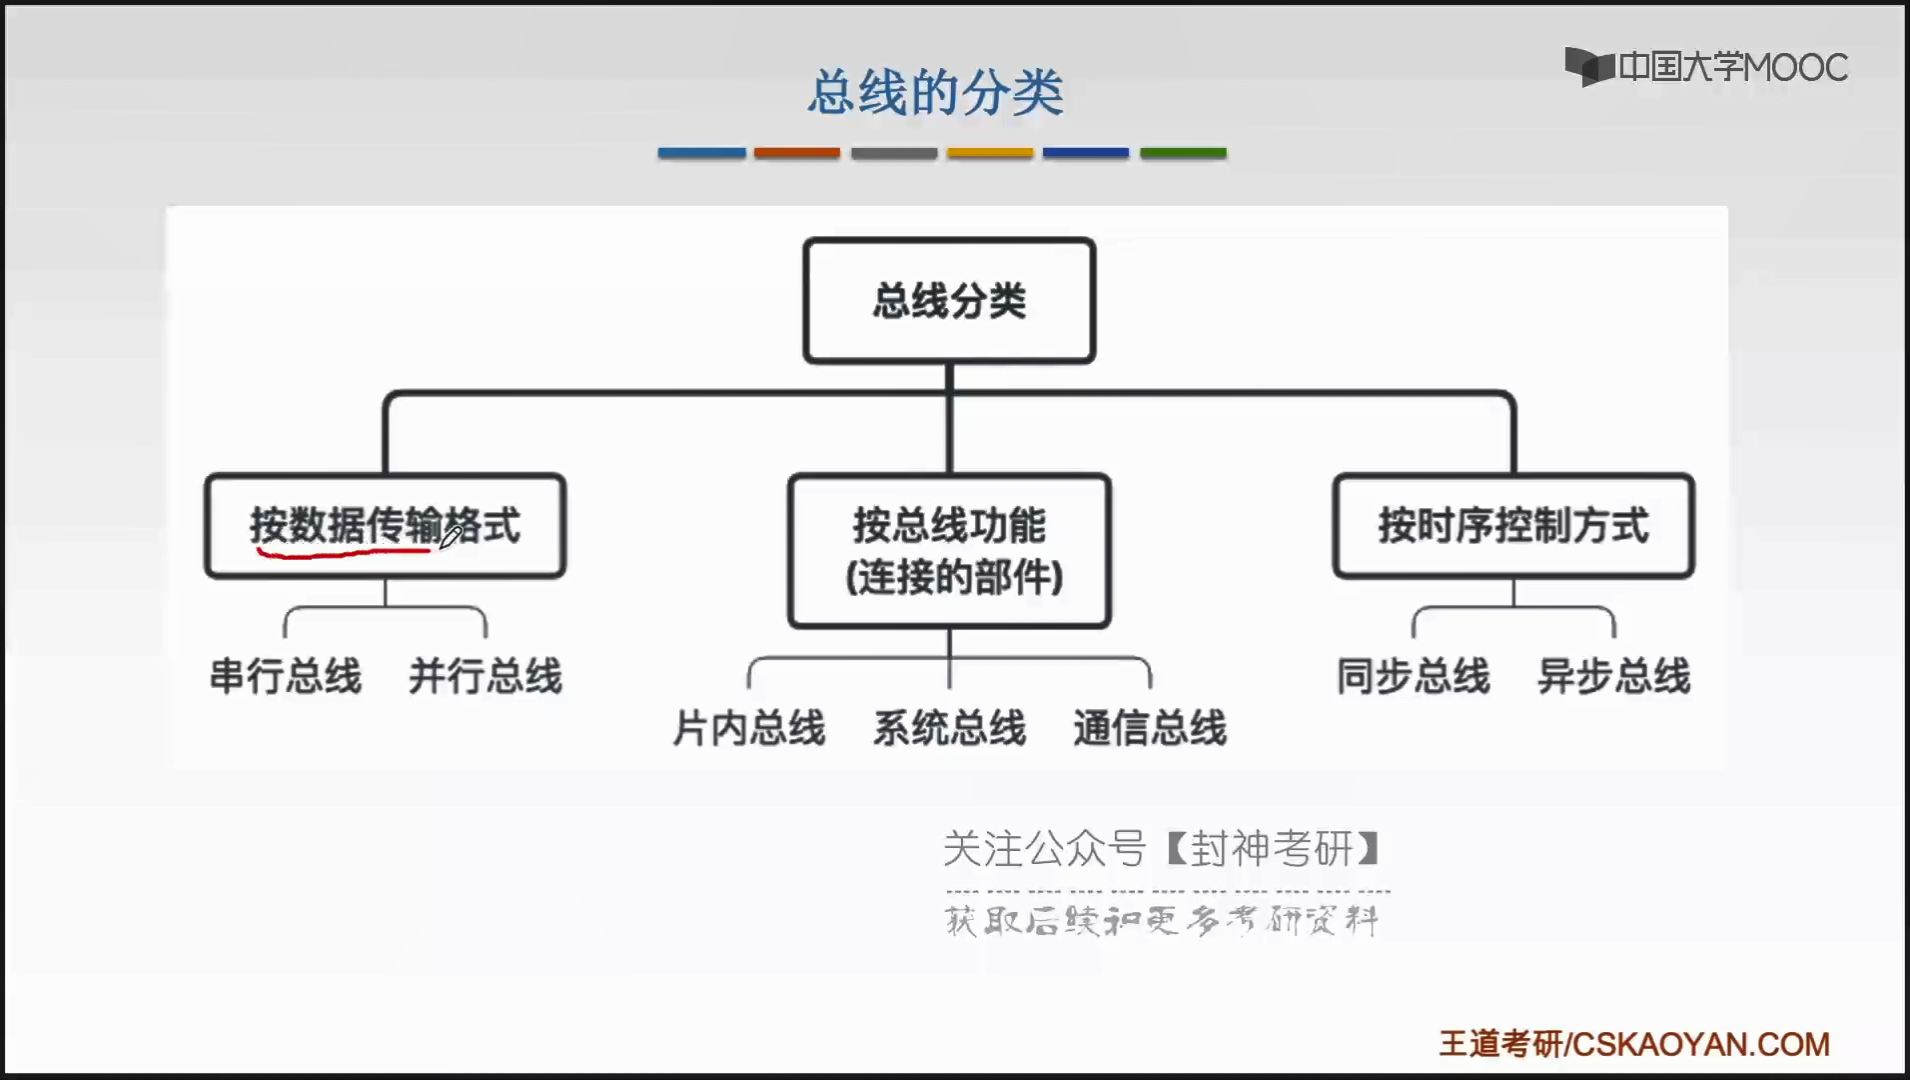 中国大学MOOC
总线的分类
总线分类
按数据传输格式
按总线功能
(连接的部件)
按时序控制方式
串行总线
并行总线
片内总线
系统总线
通信总线
同步总线
异步总线
关注公众号【封神考研】
获取后续和更多考研资料
王道考研/CSKAOYAN.COM